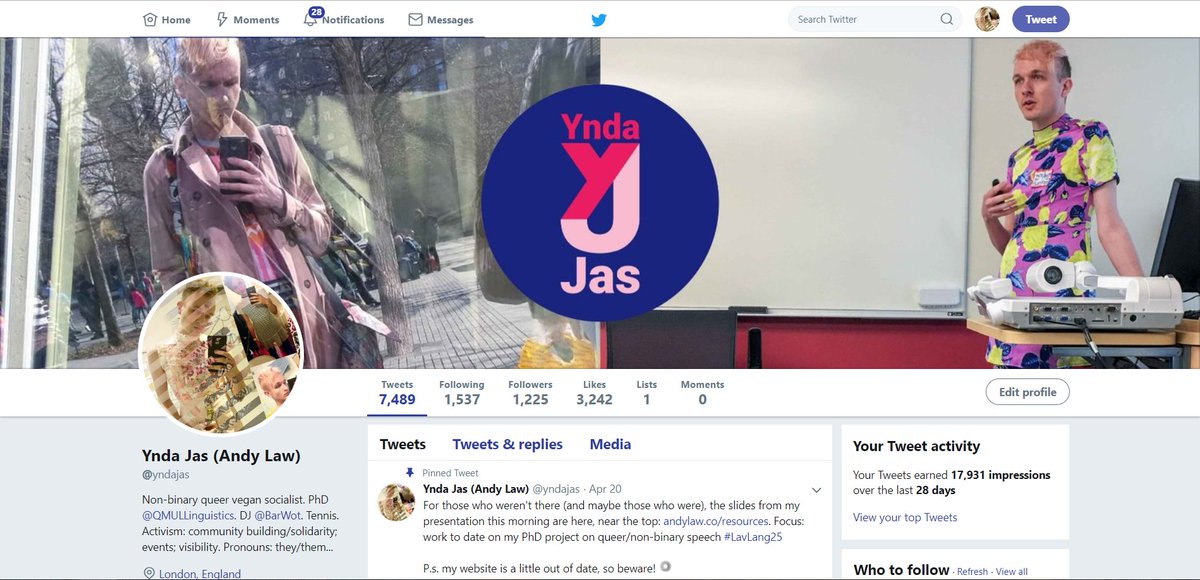 Home
Moments
28
Notifications
Messages
Search Twitter
Tweet
Ynda
YJ
Jas
Tweets
7,489
Following
1,537
Followers
1,225
Likes
3,242
Lists
1
Moments
0
Edit profile
Ynda Jas (Andy Law)
@yndajas
Non-binary queer vegan socialist. PhD
@QMULLinguistics. DJ @BarWot. Tennis.
Activism: community building/solidarity;
events; visibility. Pronouns: they/them...
London, England
Tweets Tweets & replies Media
Pinned Tweet
Ynda Jas (Andy Law) @yndajas · Apr 20
For those who weren't there (and maybe those who were), the slides from my
presentation this morning are here, near the top: andylaw.co/resources. Focus:
work to date on my PhD project on queer/non-binary speech #LavLang25
P.s. my website is a little out of date, so beware!
Your Tweet activity
Your Tweets earned 17,931 impressions
over the last 28 days
View your top Tweets
Who to follow · Refresh · View all